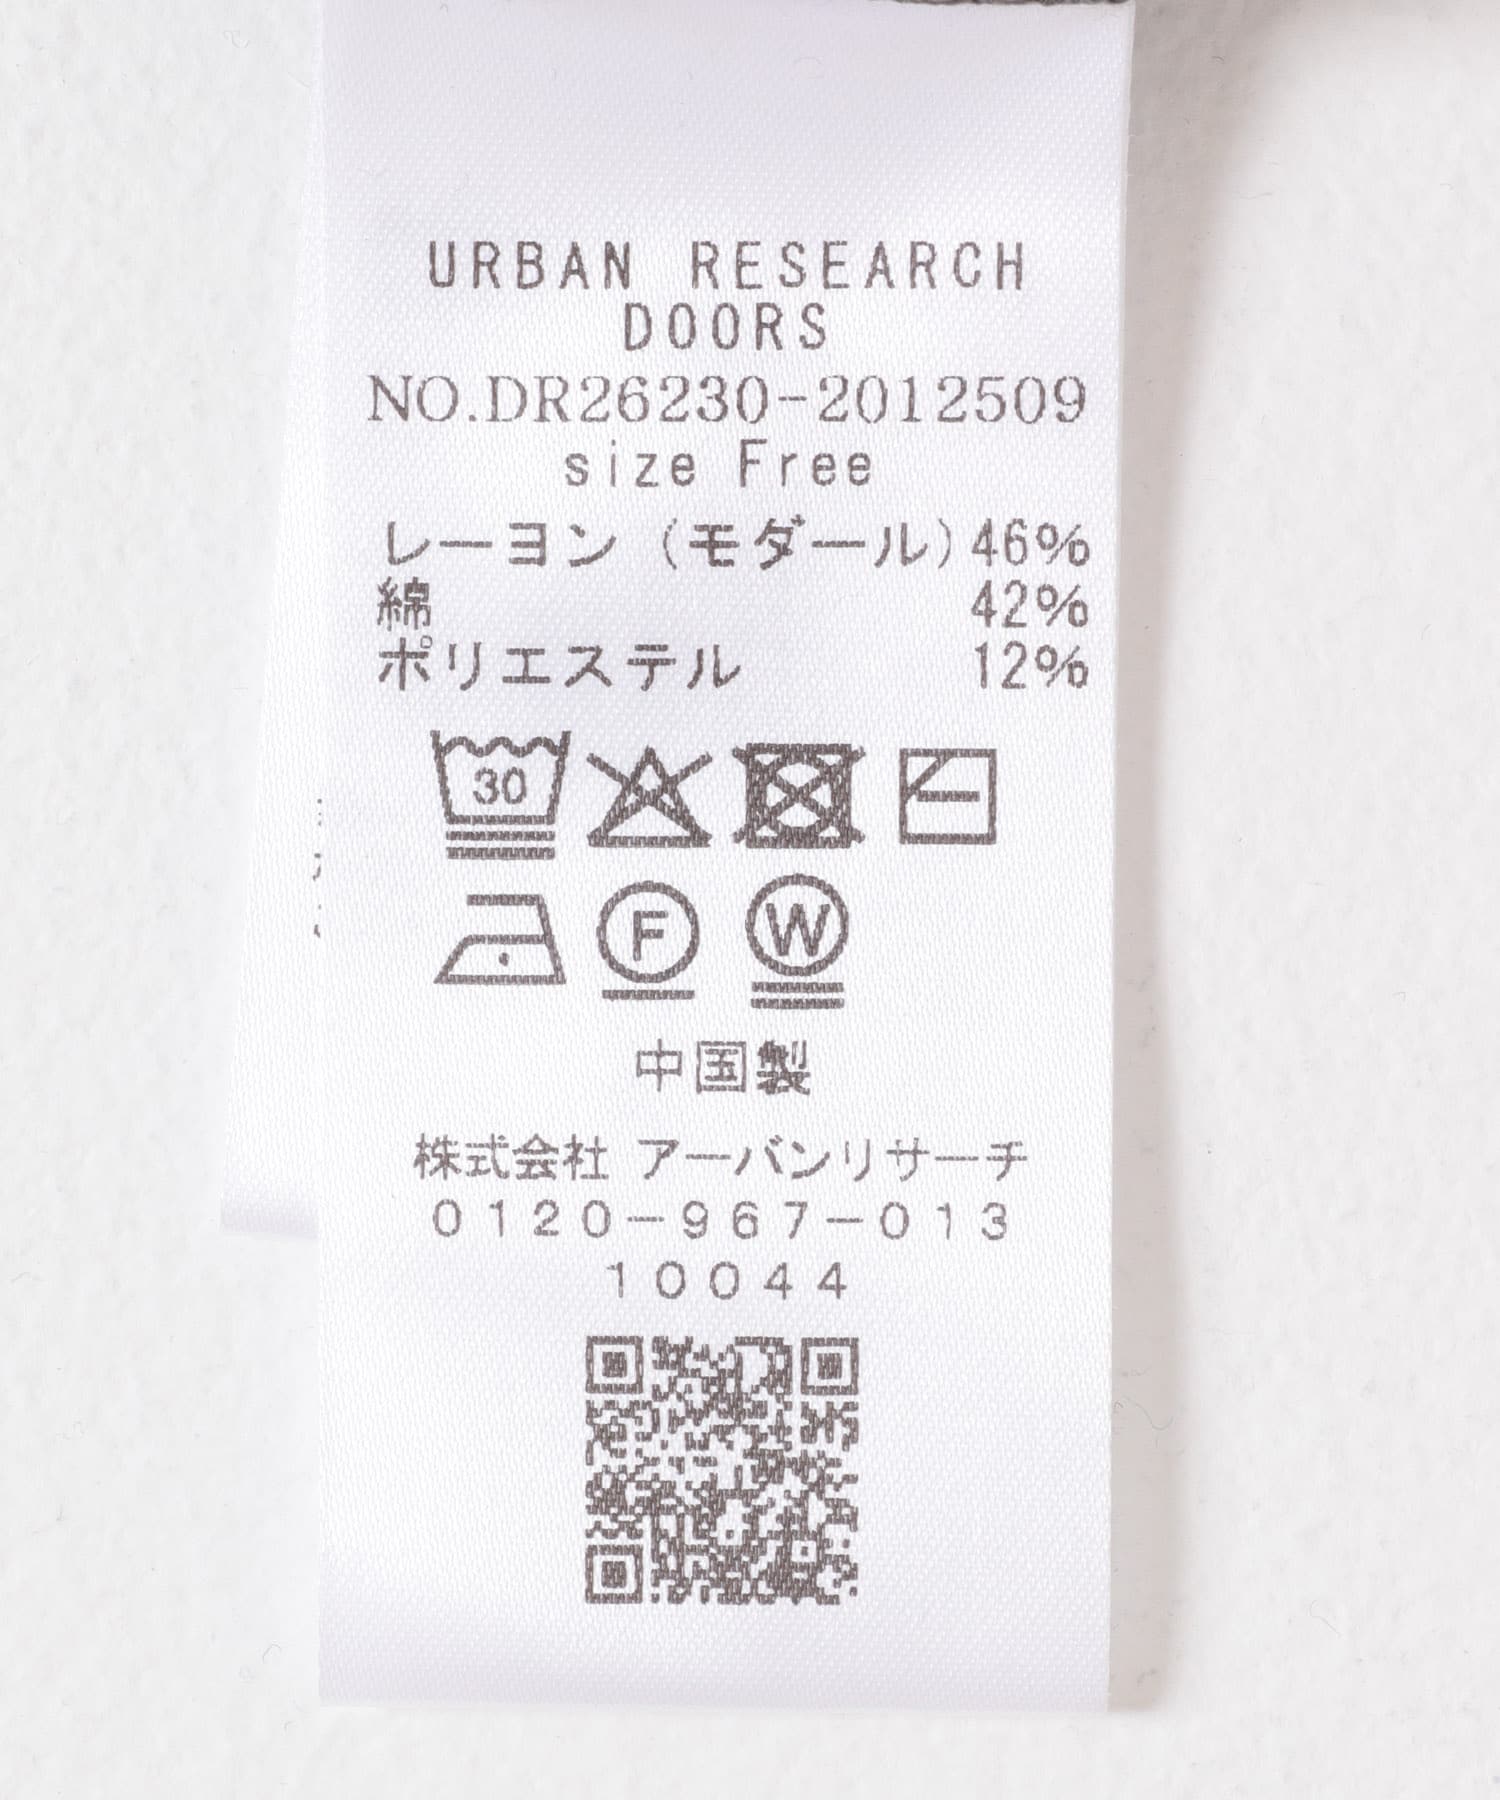 URBAN RESEARCH
DOORS
NO.DR26230-2012509
size Free
レーヨン (モダール) 46%
綿 42%
ポリエステル 12%
30
F W
中国製
株式会社 アーバンリサーチ
0120-967-013
10044